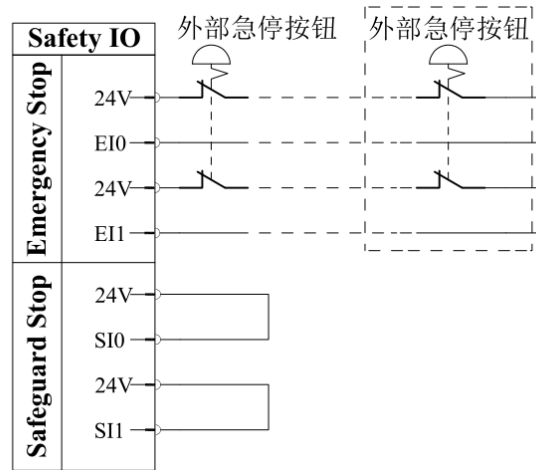 Safety IO
外部急停按钮
外部急停按钮
Emergency Stop
24V
EI0
24V
EI1
Safeguard Stop
24V
SI0
24V
SI1